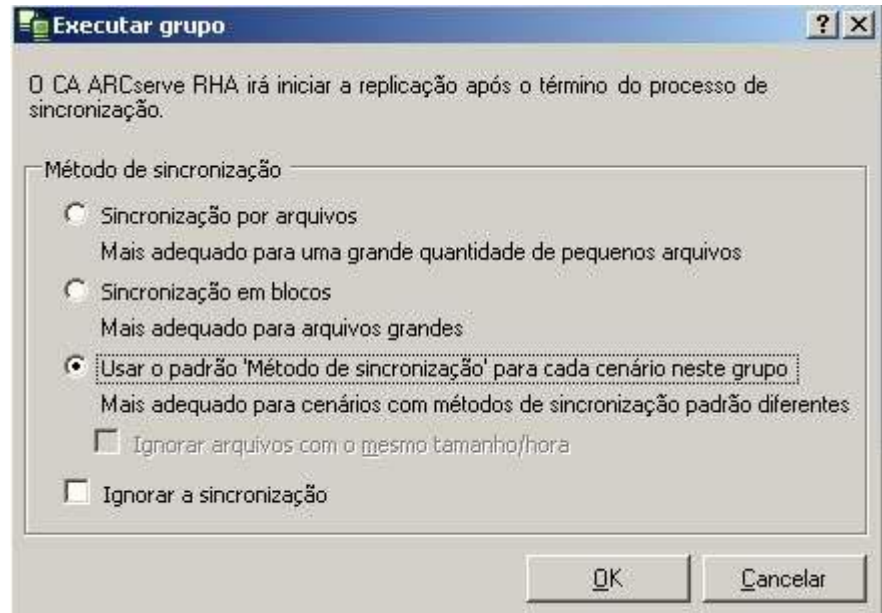 Executar grupo
O CA ARCserve RHA irá iniciar a replicação após o término do processo de
sincronização.
Método de sincronização
Sincronização por arquivos
Mais adequado para uma grande quantidade de pequenos arquivos
Sincronização em blocos
Mais adequado para arquivos grandes
Usar o padrão 'Método de sincronização' para cada cenário neste grupo
Mais adequado para cenários com métodos de sincronização padrão diferentes
Ignorar arquivos com o mesmo tamanho/hora
Ignorar a sincronização
OK
Cancelar